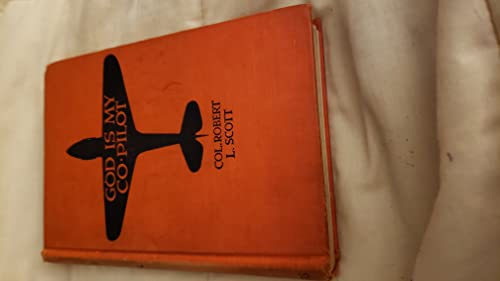 GOD IS MY
CO-PILOT
COL. ROBERT
L. SCOTT